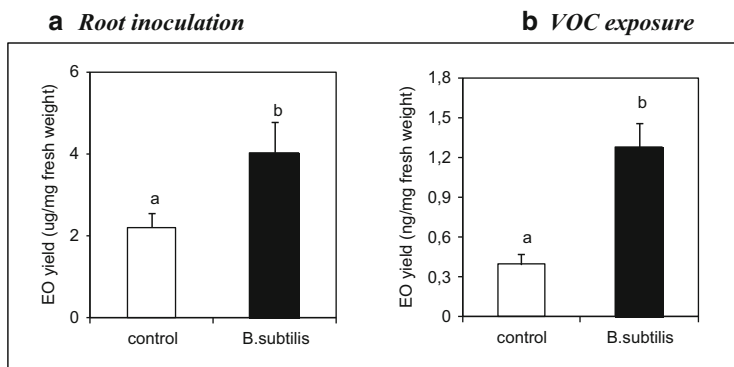 a Root inoculation
EO yield (ug/mg fresh weight)
6
4
2
0
a
b
control
B.subtilis
b VOC exposure
EO yield (ng/mg fresh weight)
1,8
1,5
1,2
0,9
0,6
0,3
0
a
b
control
B.subtilis